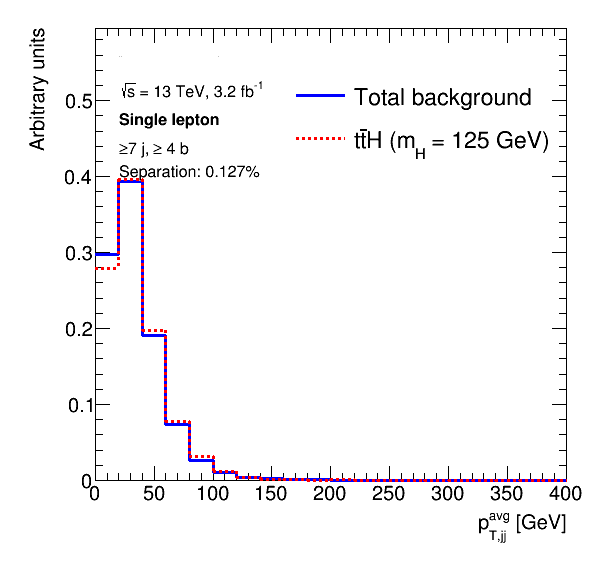 Arbitrary units
√s = 13 TeV, 3.2 fb⁻¹
Single lepton
≥7 j, ≥ 4 b
Separation: 0.127%
Total background
tt̄H (m_H = 125 GeV)
0.5
0.4
0.3
0.2
0.1
0
0 50 100 150 200 250 300 350 400
p_T,jj^avg [GeV]